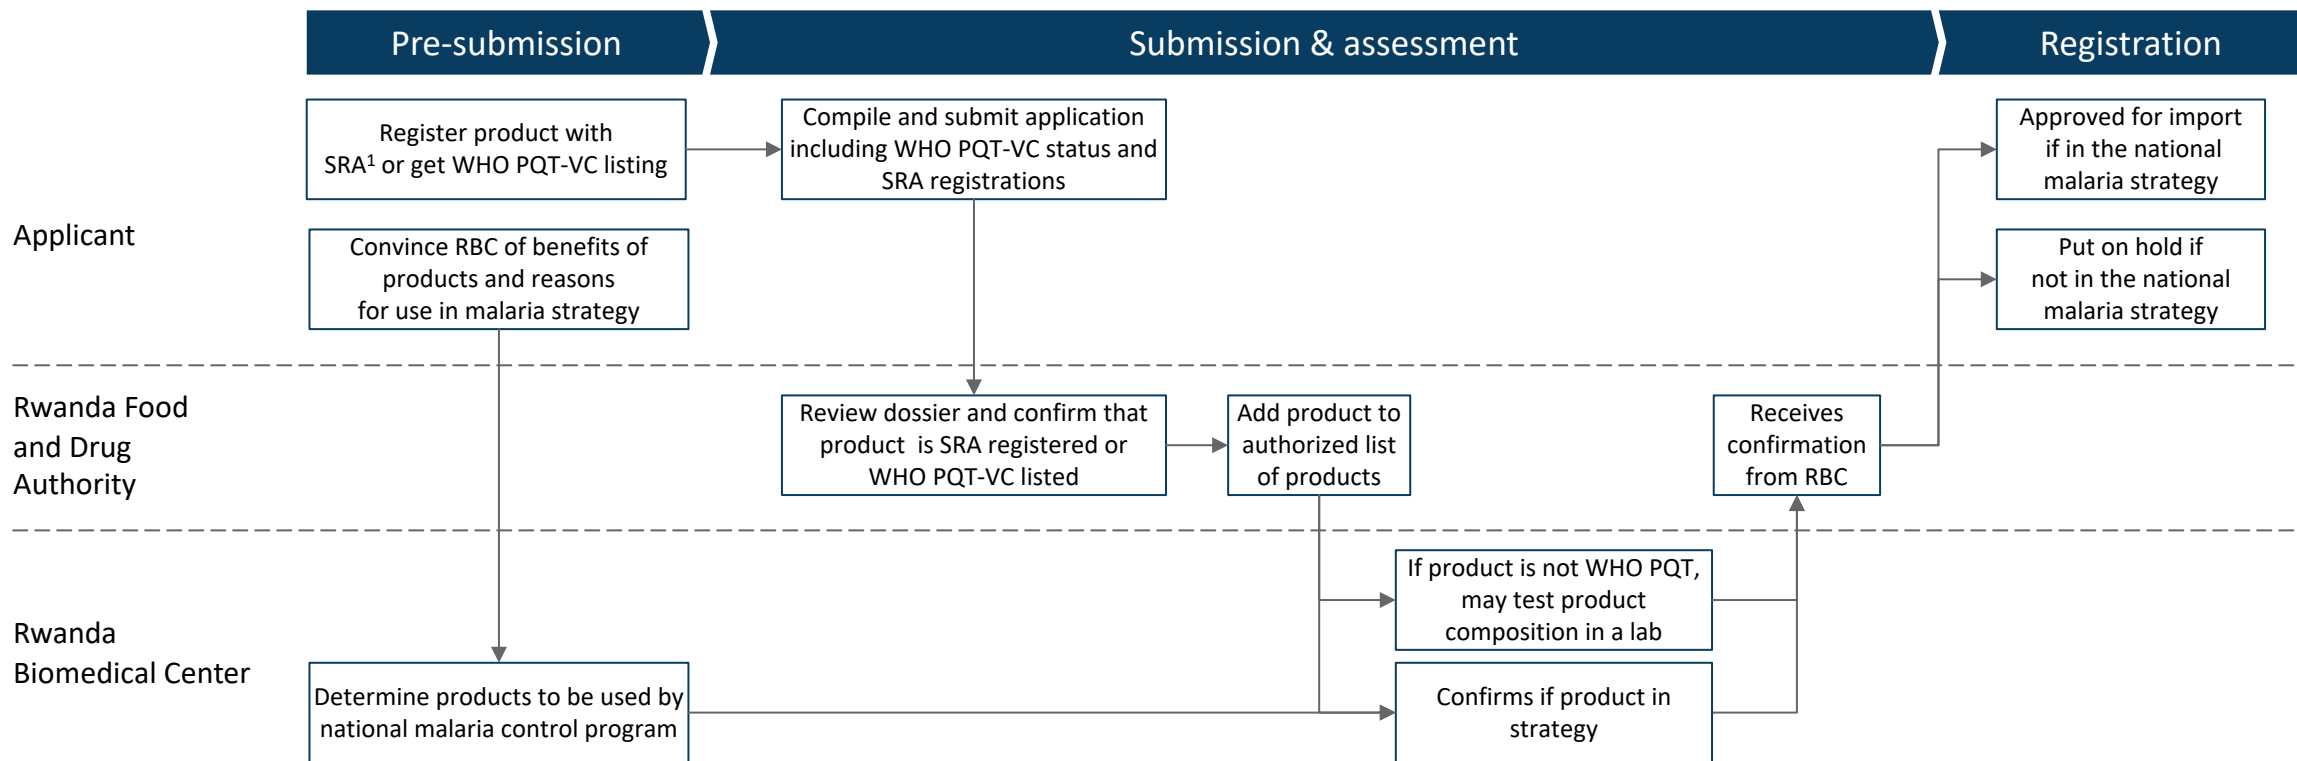 Pre-submission
Submission & assessment
Registration
Applicant
Register product with
SRA¹ or get WHO PQT-VC listing
Compile and submit application
including WHO PQT-VC status and
SRA registrations
Approved for import
if in the national
malaria strategy
Convince RBC of benefits of
products and reasons
for use in malaria strategy
Put on hold if
not in the national
malaria strategy
Rwanda Food
and Drug
Authority
Review dossier and confirm that
product is SRA registered or
WHO PQT-VC listed
Add product to
authorized list
of products
Receives
confirmation
from RBC
Rwanda
Biomedical Center
If product is not WHO PQT,
may test product
composition in a lab
Determine products to be used by
national malaria control program
Confirms if product in
strategy